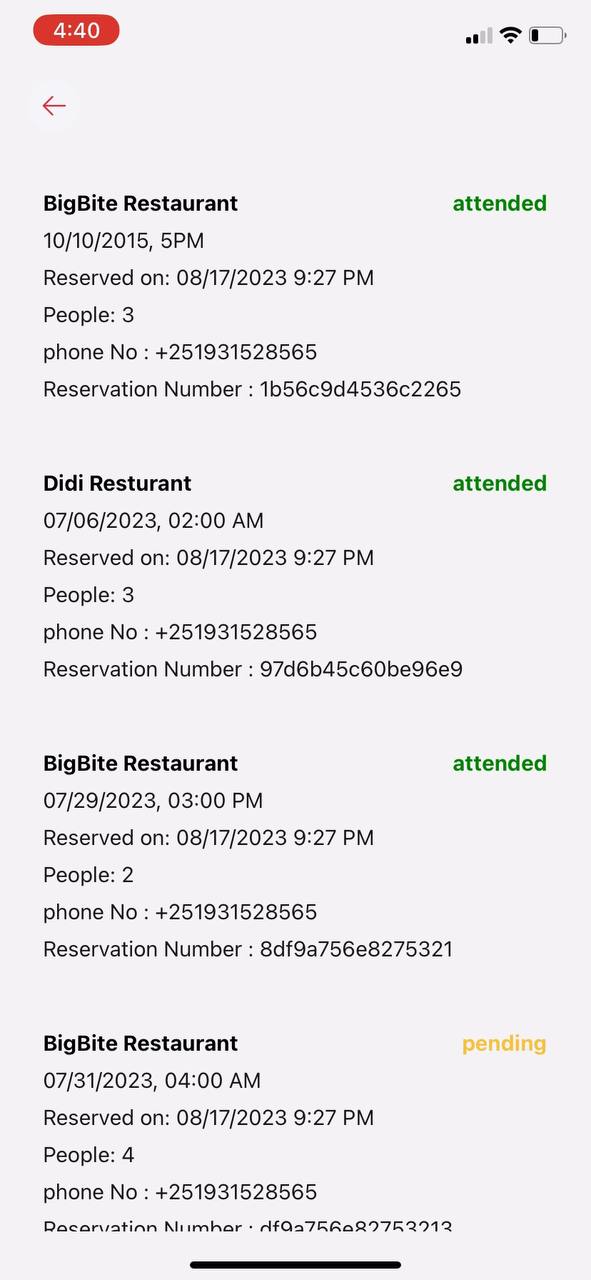 4:40
BigBite Restaurant attended
10/10/2015, 5PM
Reserved on: 08/17/2023 9:27 PM
People: 3
phone No : +251931528565
Reservation Number : 1b56c9d4536c2265
Didi Resturant attended
07/06/2023, 02:00 AM
Reserved on: 08/17/2023 9:27 PM
People: 3
phone No : +251931528565
Reservation Number : 97d6b45c60be96e9
BigBite Restaurant attended
07/29/2023, 03:00 PM
Reserved on: 08/17/2023 9:27 PM
People: 2
phone No : +251931528565
Reservation Number : 8df9a756e8275321
BigBite Restaurant pending
07/31/2023, 04:00 AM
Reserved on: 08/17/2023 9:27 PM
People: 4
phone No : +251931528565
Reservation Number : df9a756e82753213